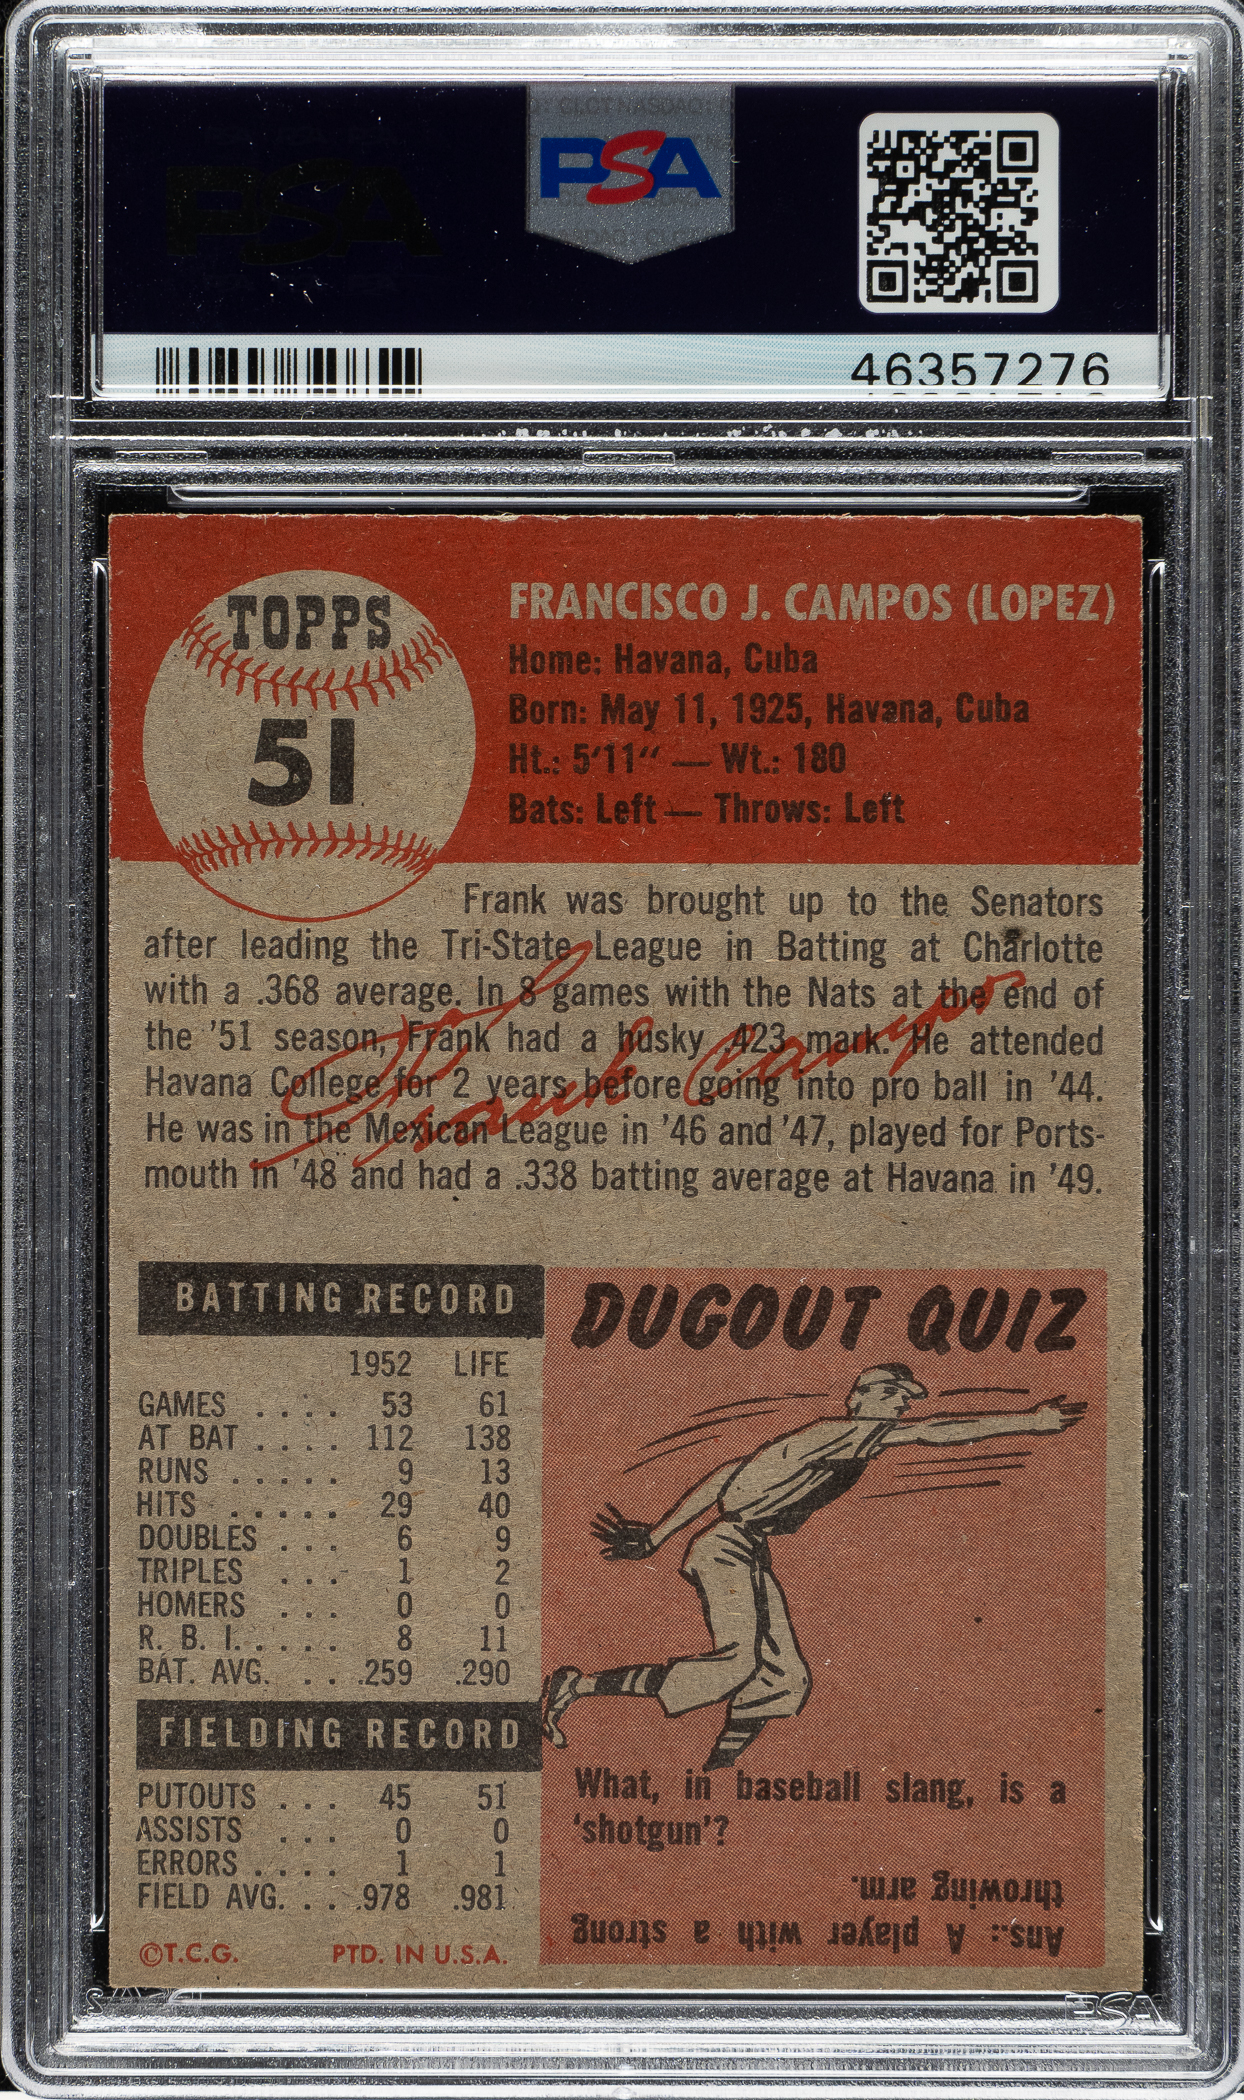 PSA
46357276
TOPPS
51
FRANCISCO J. CAMPOS (LOPEZ)
Home: Havana, Cuba
Born: May 11, 1925, Havana, Cuba
Ht.: 5'11" — Wt.: 180
Bats: Left — Throws: Left
Frank was brought up to the Senators
after leading the Tri-State League in Batting at Charlotte
with a .368 average. In 8 games with the Nats at the end of
the '51 season, Frank had a husky .423 mark. He attended
Havana College for 2 years before going into pro ball in '44.
He was in the Mexican League in '46 and '47, played for Ports-
mouth in '48 and had a .338 batting average at Havana in '49.
Frank Campos
BATTING RECORD
1952 LIFE
GAMES . . . . 53 61
AT BAT . . . . 112 138
RUNS . . . . . 9 13
HITS . . . . . . 29 40
DOUBLES . . . 6 9
TRIPLES . . . 1 2
HOMERS . . . 0 0
R. B. I. . . . . . 8 11
BAT. AVG. . . . .259 .290
FIELDING RECORD
PUTOUTS . . . 45 51
ASSISTS . . . 0 0
ERRORS . . . . 1 1
FIELD AVG. . . .978 .981
©T.C.G. PTD. IN U.S.A.
DUGOUT QUIZ
What, in baseball slang, is a
'shotgun'?
Ans.: A player with a strong
throwing arm.
PSA